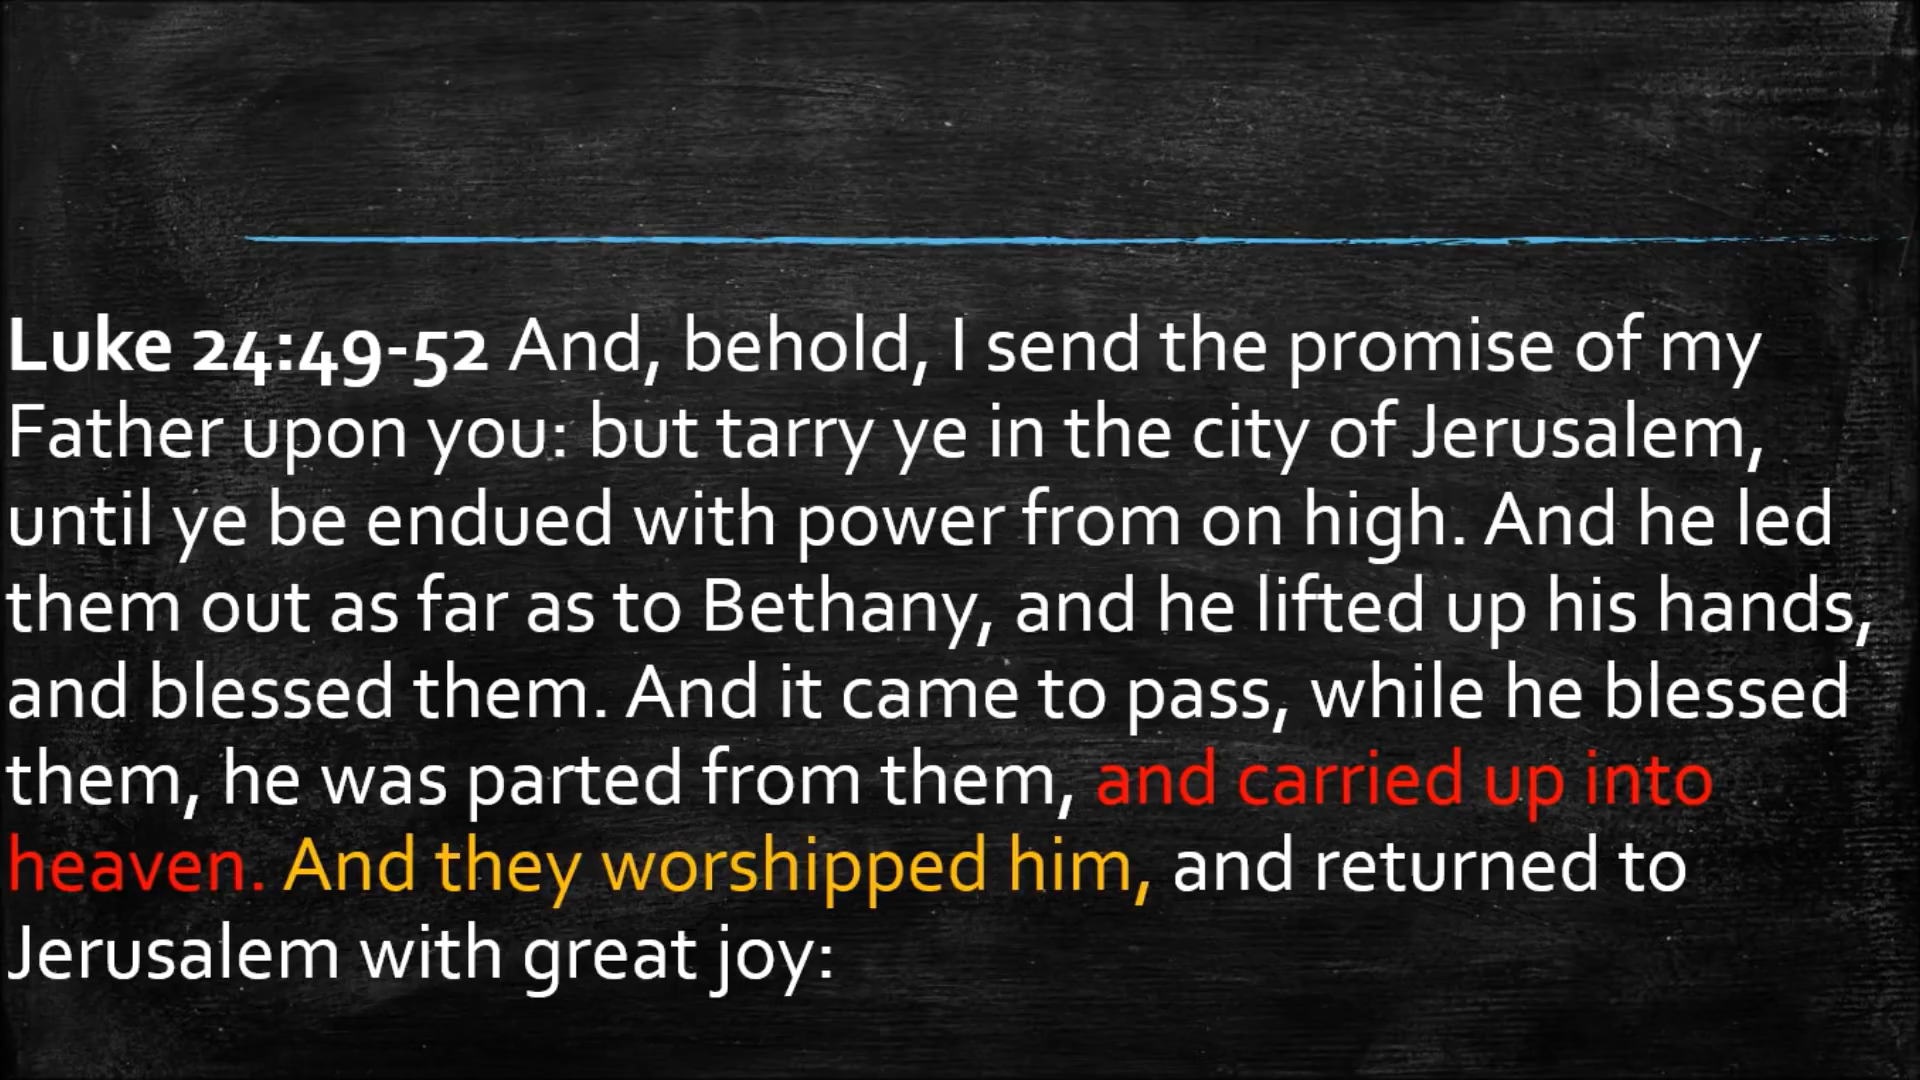 Luke 24:49-52 And, behold, I send the promise of my
Father upon you: but tarry ye in the city of Jerusalem,
until ye be endued with power from on high. And he led
them out as far as to Bethany, and he lifted up his hands,
and blessed them. And it came to pass, while he blessed
them, he was parted from them, and carried up into
heaven. And they worshipped him, and returned to
Jerusalem with great joy: